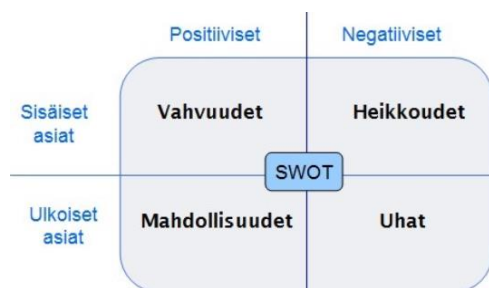 Positiiviset Negatiiviset
Sisäiset
asiat
Vahvuudet Heikkoudet
SWOT
Ulkoiset
asiat
Mahdollisuudet Uhat